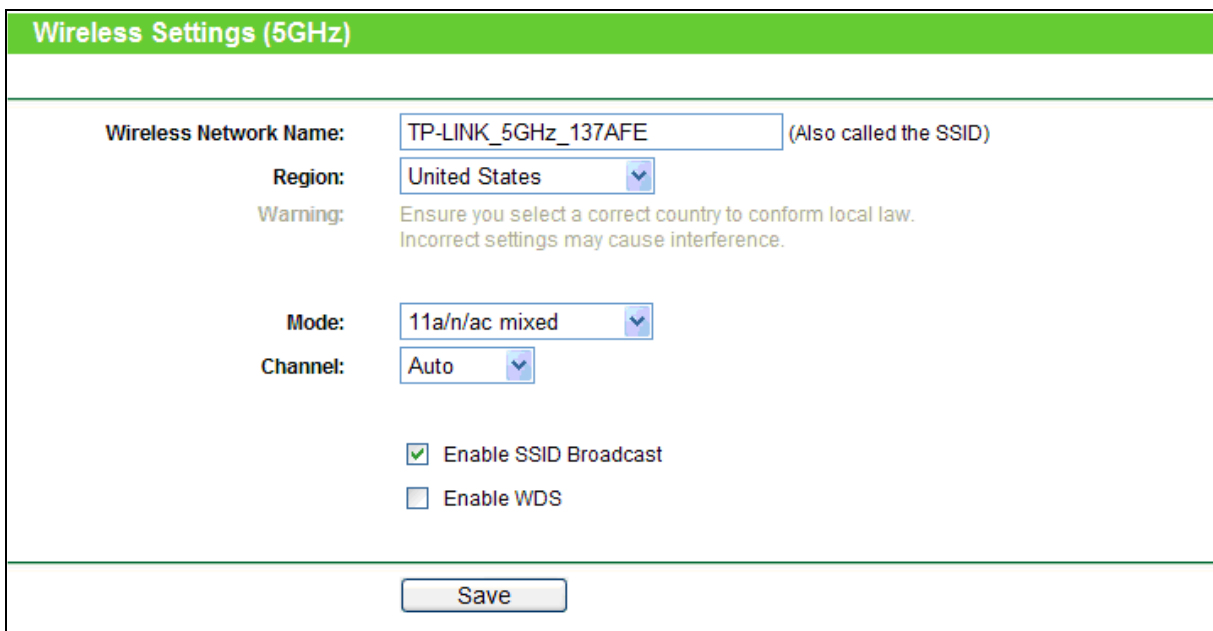 Wireless Settings (5GHz)
Wireless Network Name: TP-LINK_5GHz_137AFE (Also called the SSID)
Region: United States
Warning: Ensure you select a correct country to conform local law.
Incorrect settings may cause interference.
Mode: 11a/n/ac mixed
Channel: Auto
Enable SSID Broadcast
Enable WDS
Save